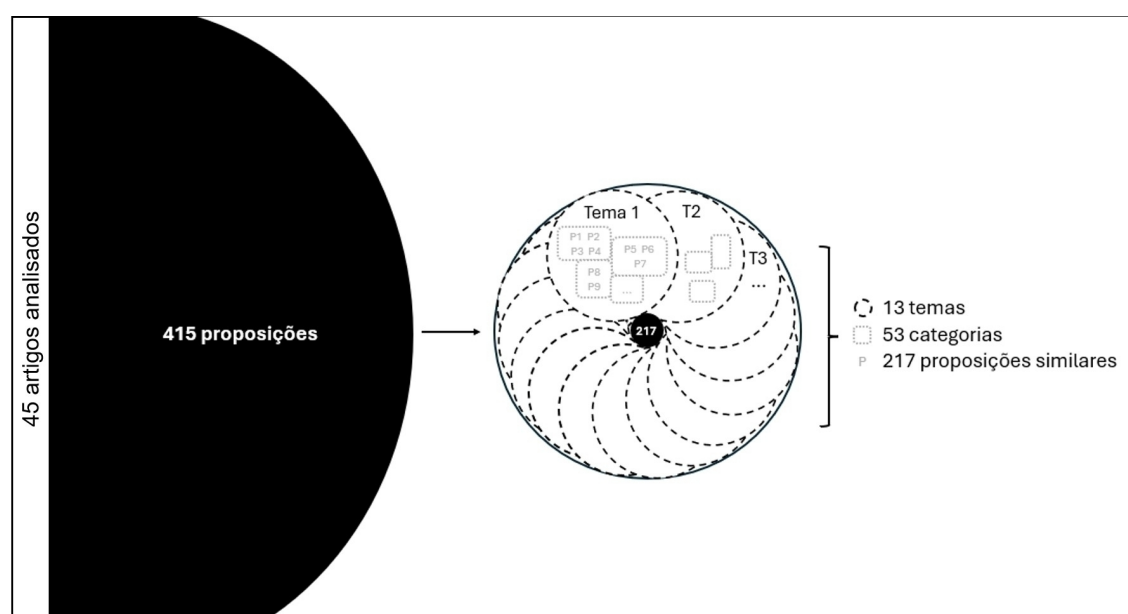 45 artigos analisados
415 proposições
Tema 1
T2
T3
...
P1 P2
P3 P4
P5 P6
P7
P8
P9
...
217
13 temas
53 categorias
P 217 proposições similares